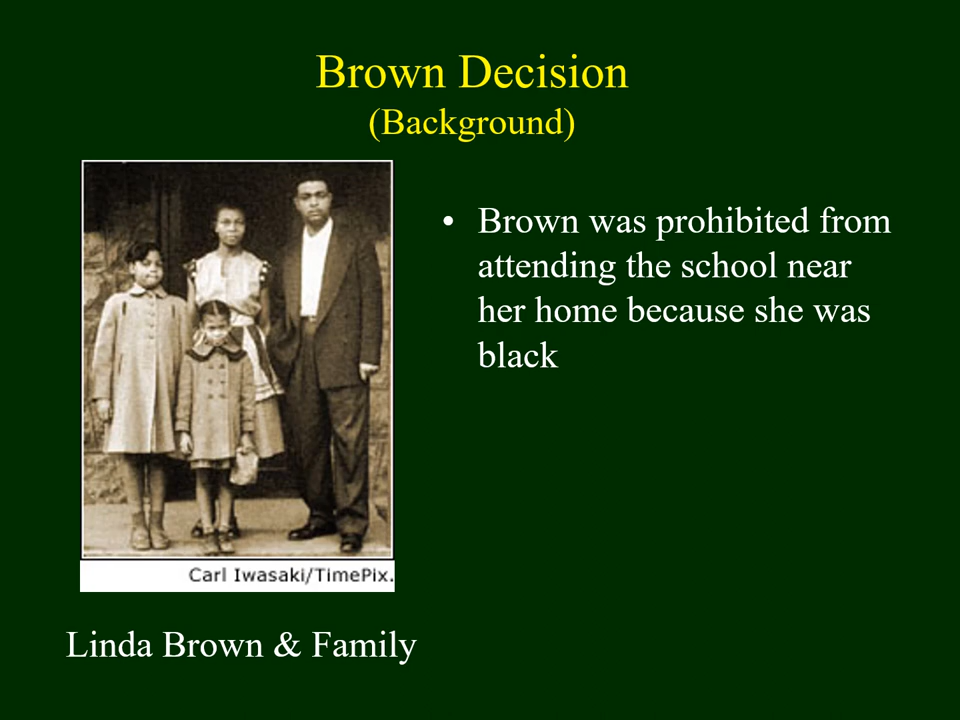 Brown Decision
(Background)
• Brown was prohibited from
attending the school near
her home because she was
black
Carl Iwasaki/TimePix.
Linda Brown & Family